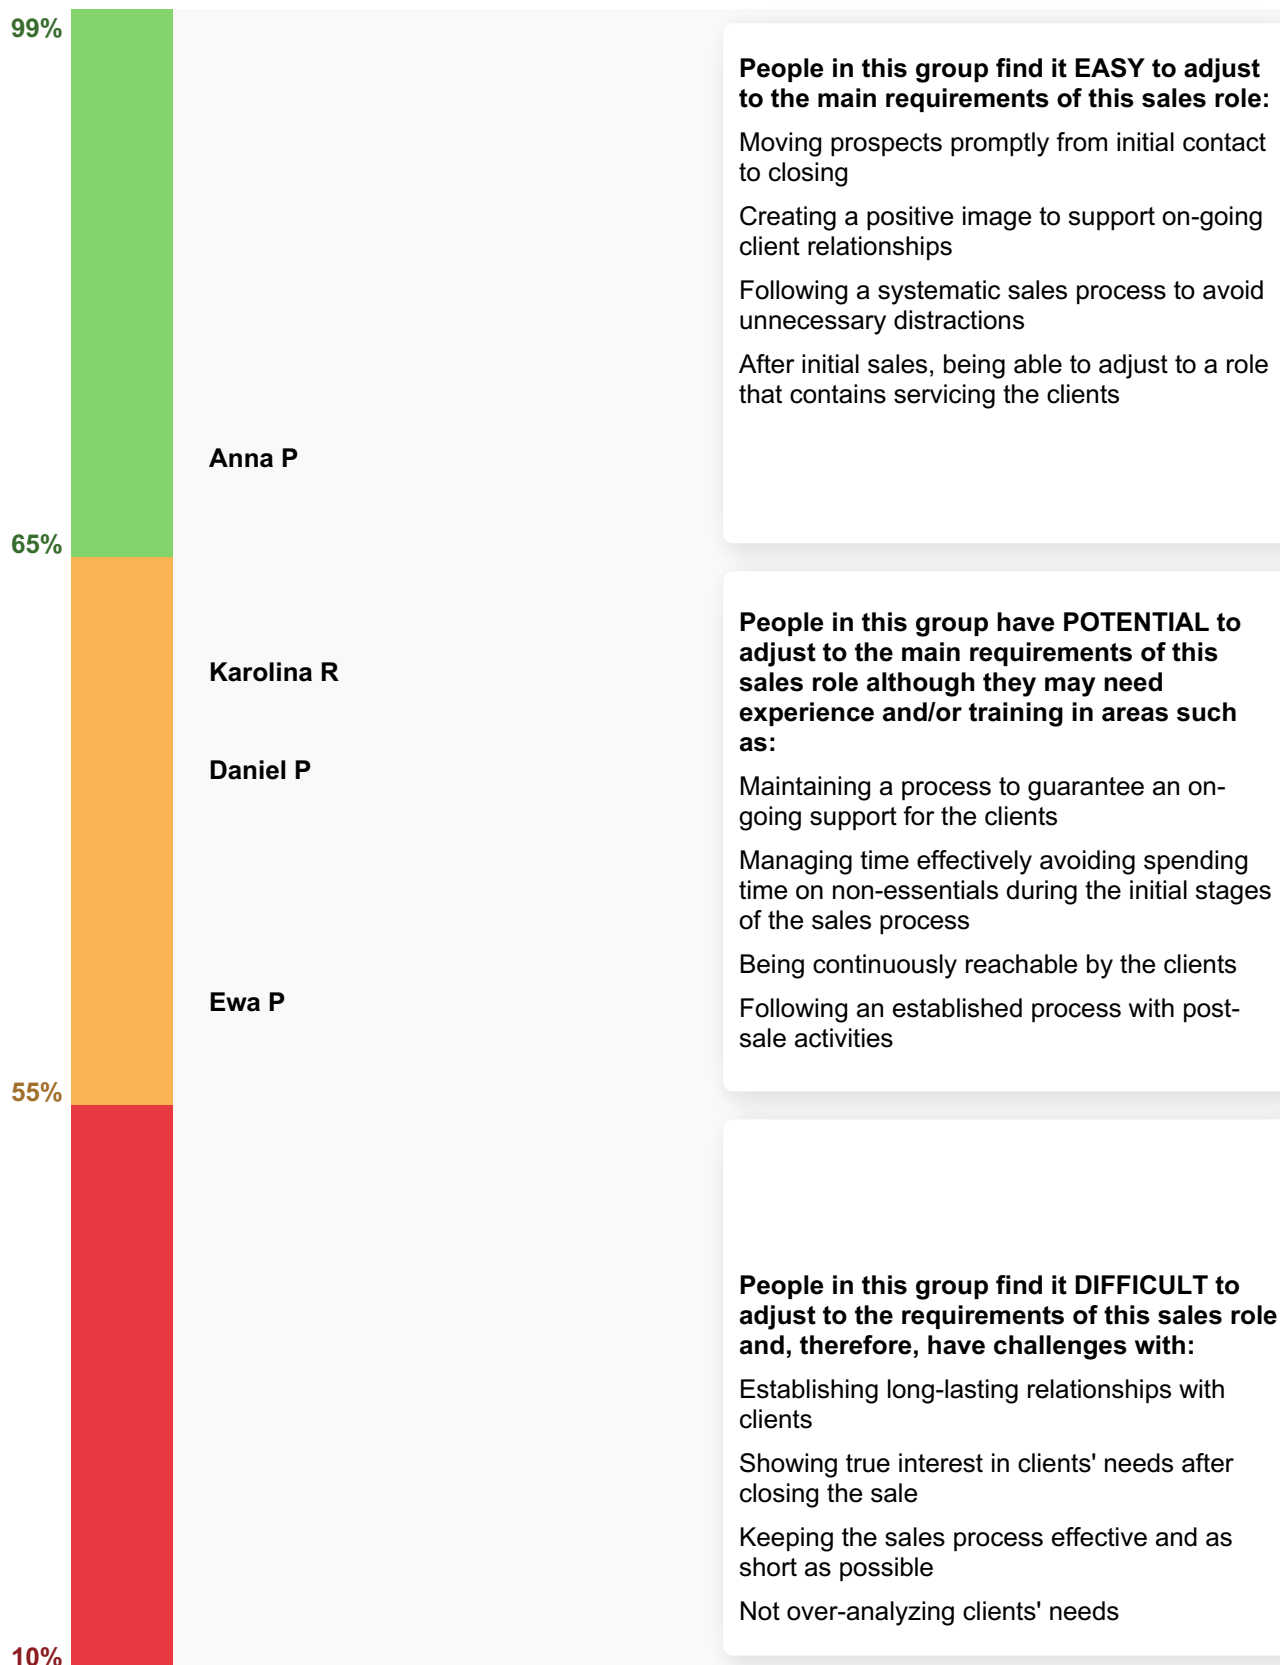 99%
People in this group find it EASY to adjust
to the main requirements of this sales role:
Moving prospects promptly from initial contact
to closing
Creating a positive image to support on-going
client relationships
Following a systematic sales process to avoid
unnecessary distractions
After initial sales, being able to adjust to a role
that contains servicing the clients
Anna P
65%
People in this group have POTENTIAL to
adjust to the main requirements of this
sales role although they may need
experience and/or training in areas such
as:
Karolina R
Daniel P
Maintaining a process to guarantee an on-
going support for the clients
Managing time effectively avoiding spending
time on non-essentials during the initial stages
of the sales process
Being continuously reachable by the clients
Following an established process with post-
sale activities
Ewa P
55%
People in this group find it DIFFICULT to
adjust to the requirements of this sales role
and, therefore, have challenges with:
Establishing long-lasting relationships with
clients
Showing true interest in clients' needs after
closing the sale
Keeping the sales process effective and as
short as possible
Not over-analyzing clients' needs
10%